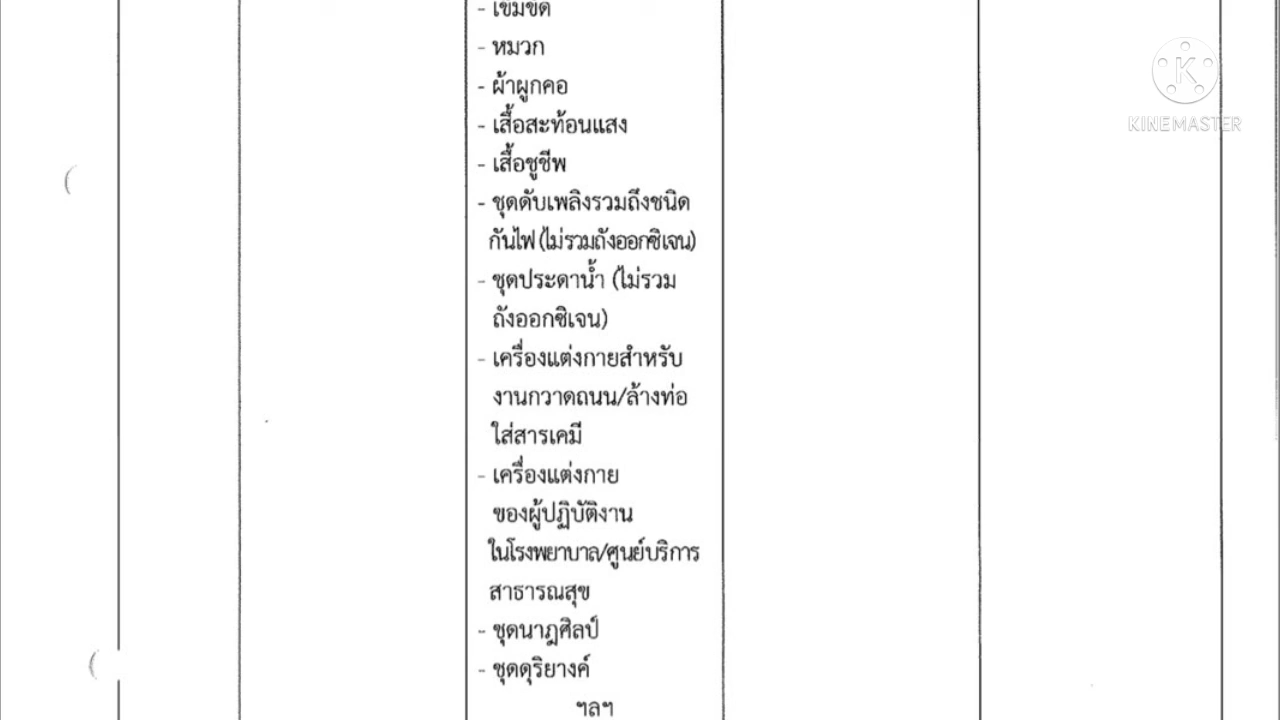 - เข็มขัด
- หมวก
- ผ้าผูกคอ
- เสื้อสะท้อนแสง
- เสื้อชูชีพ
- ชุดดับเพลิงรวมถึงชนิด
กันไฟ (ไม่รวมถังออกซิเจน)
- ชุดประดาน้ำ (ไม่รวม
ถังออกซิเจน)
- เครื่องแต่งกายสำหรับ
งานกวาดถนน/ล้างท่อ
ใส่สารเคมี
- เครื่องแต่งกาย
ของผู้ปฏิบัติงาน
ในโรงพยาบาล/ศูนย์บริการ
สาธารณสุข
- ชุดนาฎศิลป์
- ชุดดุริยางค์
ฯลฯ
KINEMASTER